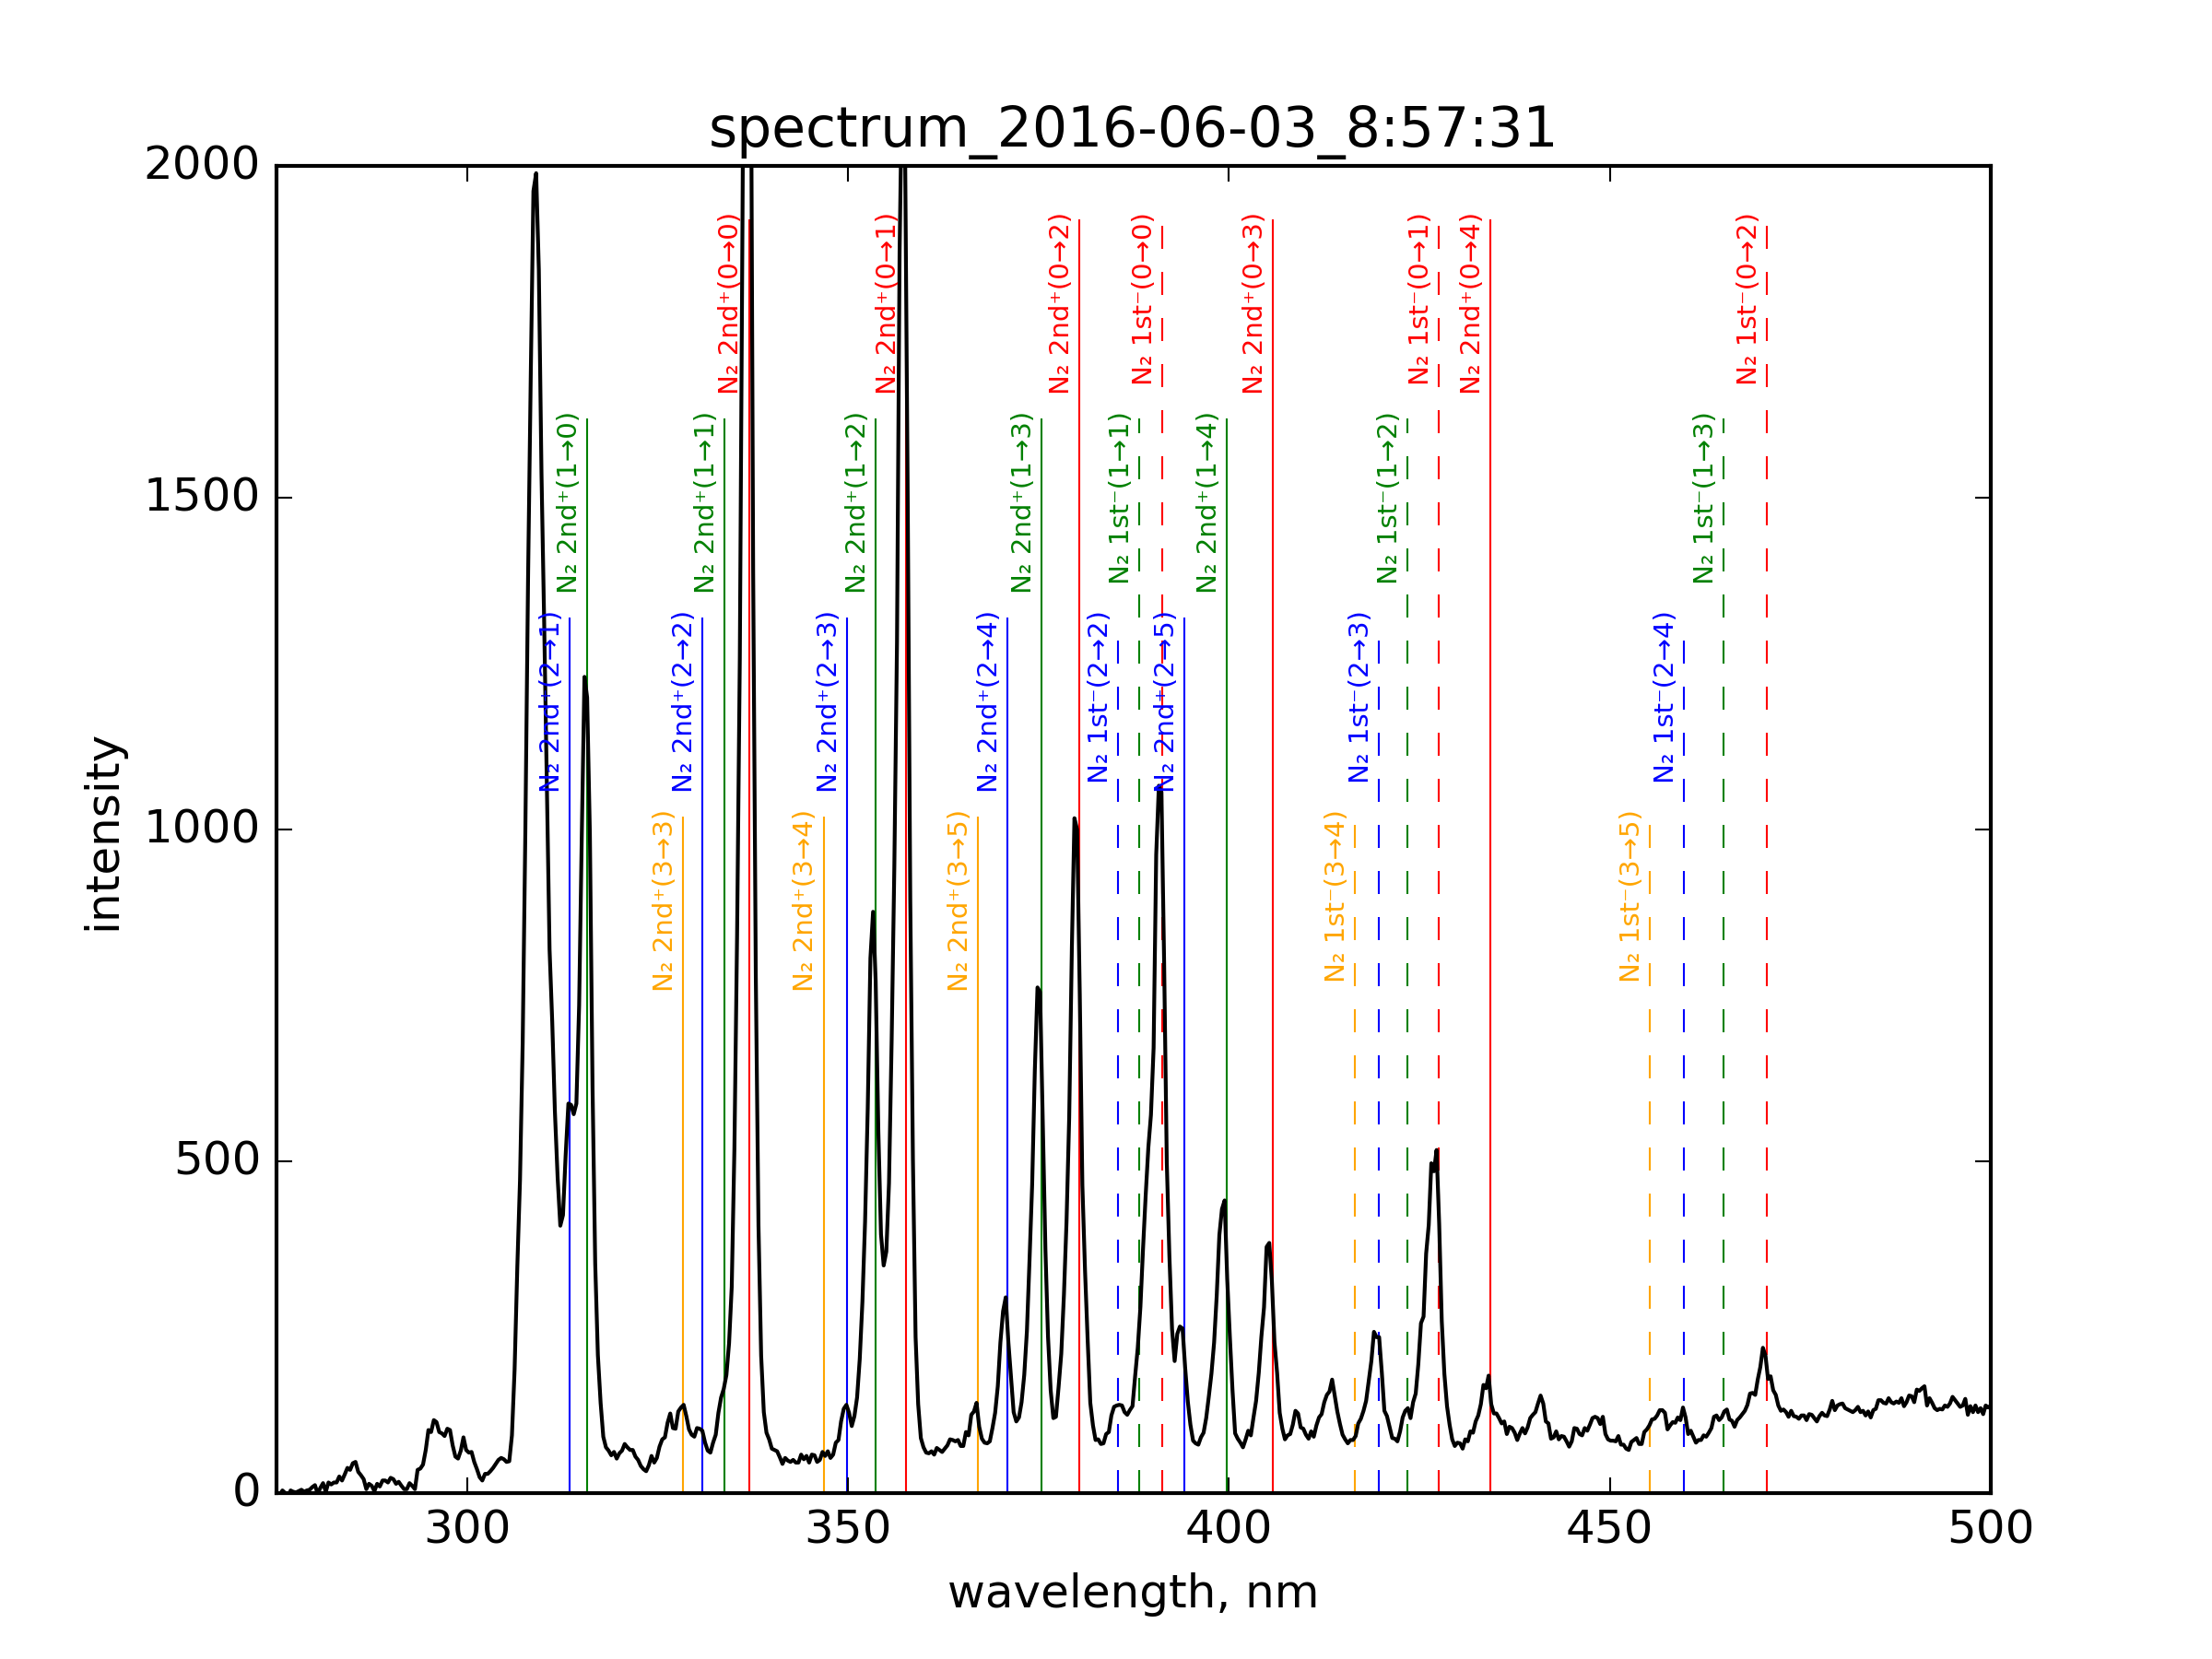 spectrum_2016-06-03_8:57:31
2000
1500
1000
500
0
intensity
N₂ 2nd⁺(0→0)
N₂ 2nd⁺(0→1)
N₂ 2nd⁺(0→2)
N₂ 1st⁻(0→0)
N₂ 2nd⁺(0→3)
N₂ 1st⁻(0→1)
N₂ 2nd⁺(0→4)
N₂ 1st⁻(0→2)
N₂ 2nd⁺(1→0)
N₂ 2nd⁺(1→1)
N₂ 2nd⁺(1→2)
N₂ 2nd⁺(1→3)
N₂ 1st⁻(1→1)
N₂ 2nd⁺(1→4)
N₂ 1st⁻(1→2)
N₂ 1st⁻(1→3)
N₂ 2nd⁺(2→1)
N₂ 2nd⁺(2→2)
N₂ 2nd⁺(2→3)
N₂ 2nd⁺(2→4)
N₂ 1st⁻(2→2)
N₂ 2nd⁺(2→5)
N₂ 1st⁻(2→3)
N₂ 1st⁻(2→4)
N₂ 2nd⁺(3→3)
N₂ 2nd⁺(3→4)
N₂ 2nd⁺(3→5)
N₂ 1st⁻(3→4)
N₂ 1st⁻(3→5)
300 350 400 450 500
wavelength, nm